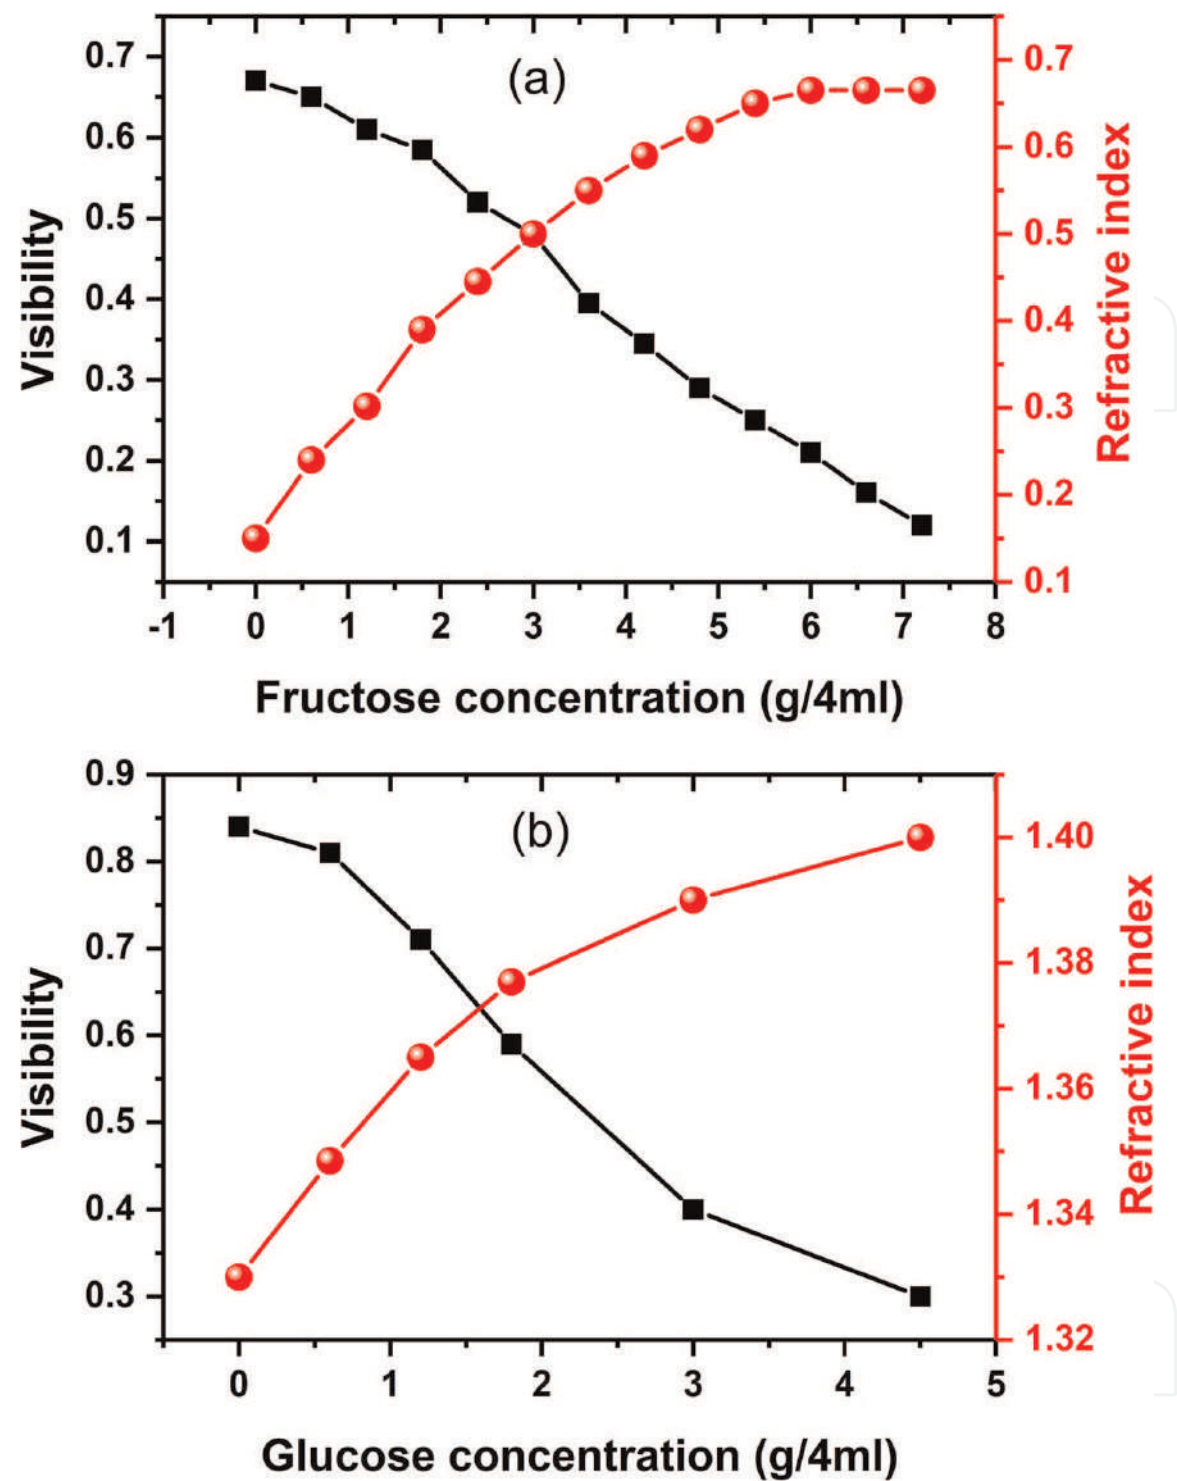 (a)
Visibility
0.7
0.6
0.5
0.4
0.3
0.2
0.1
0.7
0.6
0.5
0.4
0.3
0.2
0.1
Refractive index
-1 0 1 2 3 4 5 6 7 8
Fructose concentration (g/4ml)
(b)
Visibility
0.9
0.8
0.7
0.6
0.5
0.4
0.3
1.40
1.38
1.36
1.34
1.32
Refractive index
0 1 2 3 4 5
Glucose concentration (g/4ml)